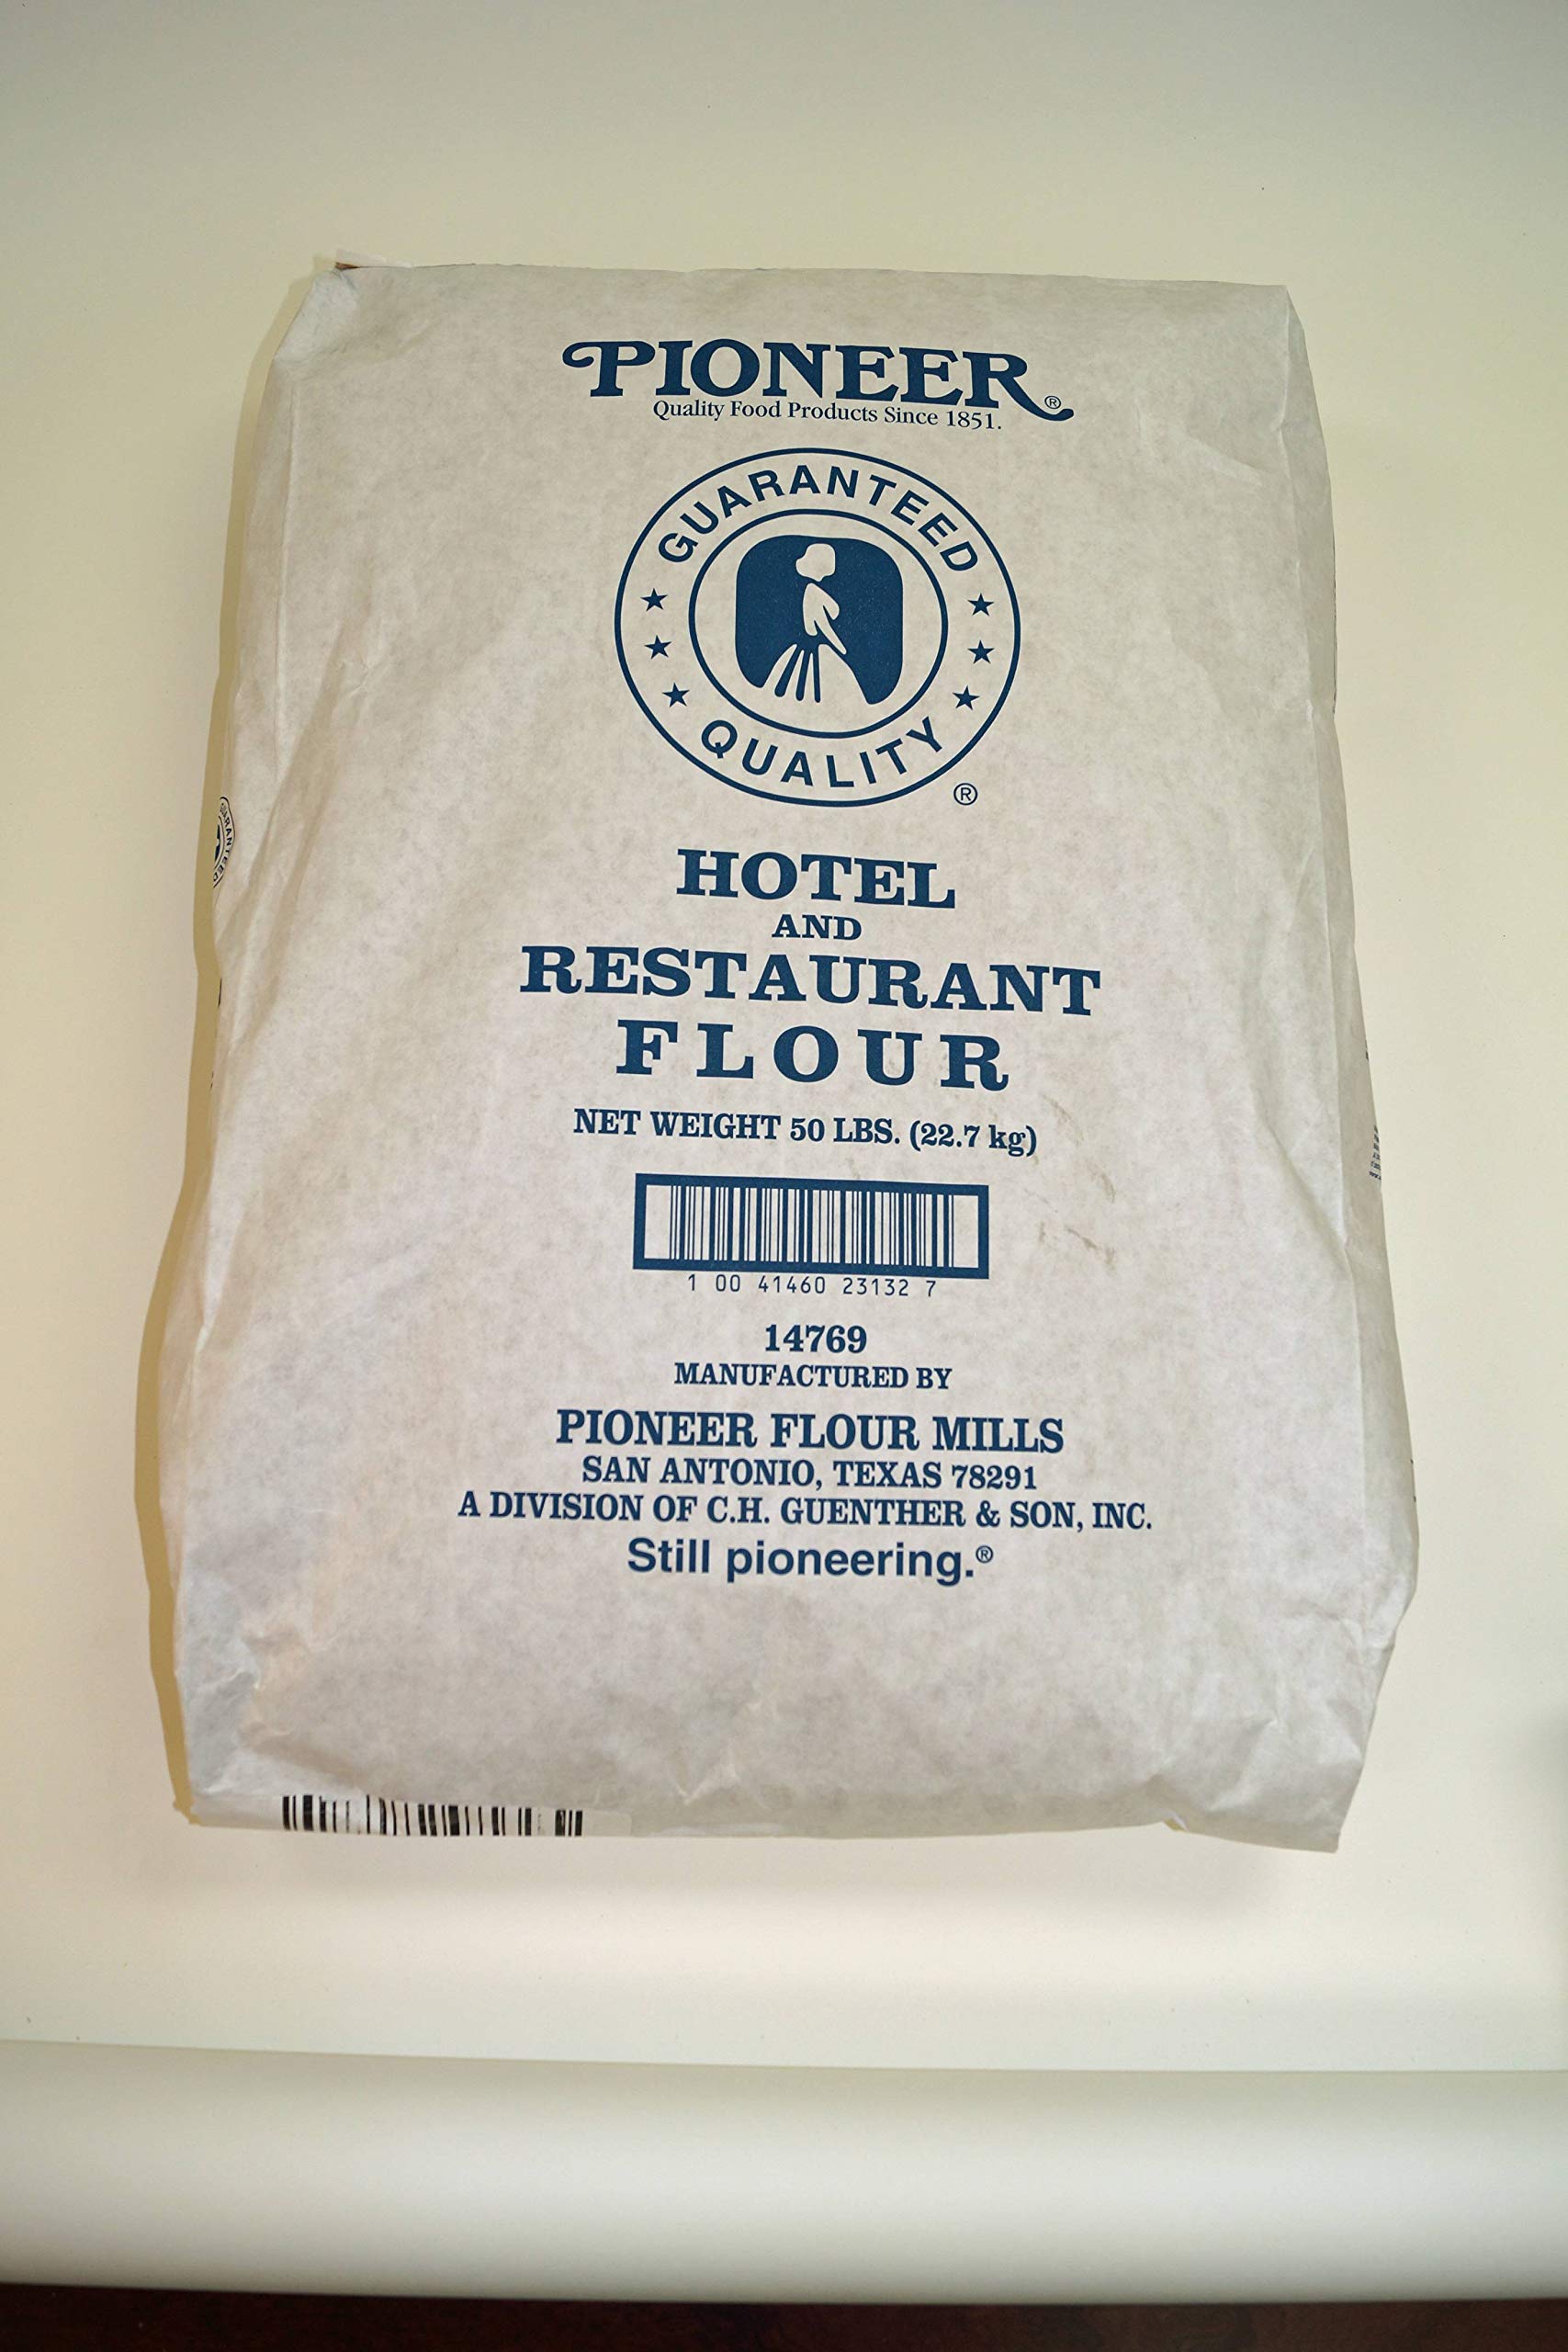 PIONEER®
Quality Food Products Since 1851.
GUARANTEED
QUALITY
®
HOTEL
AND
RESTAURANT
FLOUR
NET WEIGHT 50 LBS. (22.7 kg)
1 00 41460 23132 7
14769
MANUFACTURED BY
PIONEER FLOUR MILLS
SAN ANTONIO, TEXAS 78291
A DIVISION OF C.H. GUENTHER & SON, INC.
Still pioneering.®
GUARANTEED